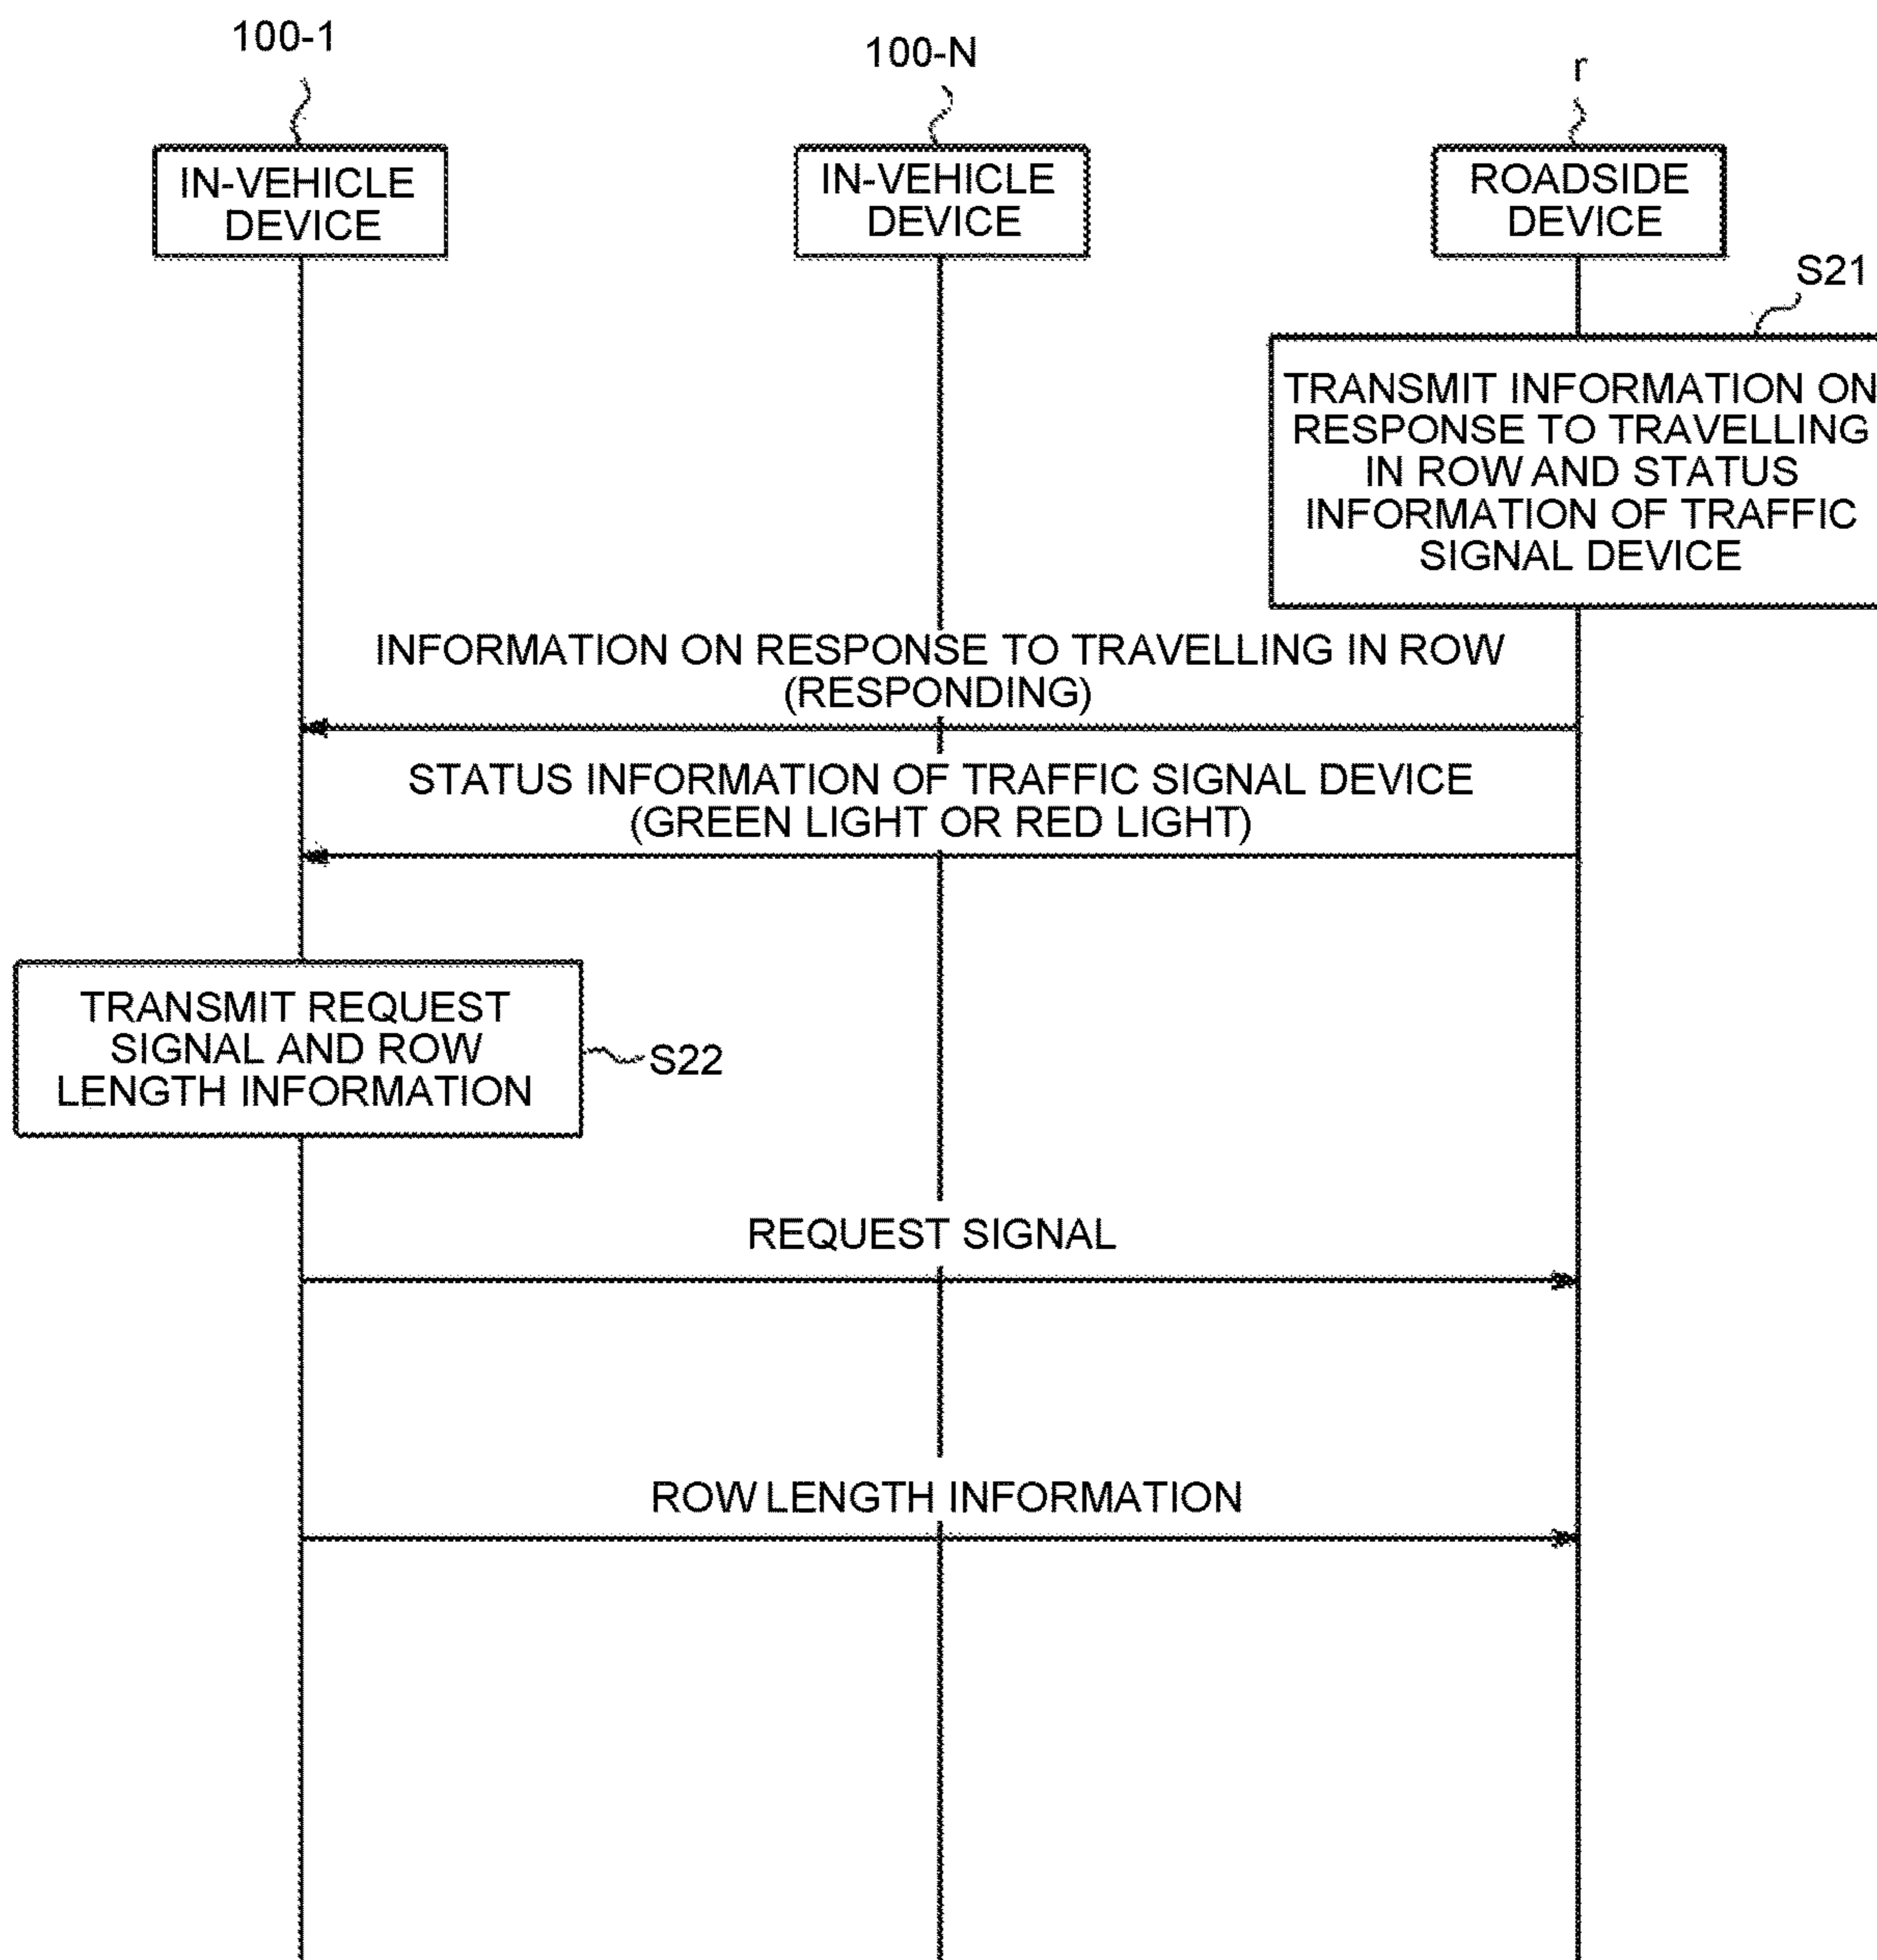 100-1
100-N
r
IN-VEHICLE
DEVICE
IN-VEHICLE
DEVICE
ROADSIDE
DEVICE
S21
TRANSMIT INFORMATION ON
RESPONSE TO TRAVELLING
IN ROW AND STATUS
INFORMATION OF TRAFFIC
SIGNAL DEVICE
INFORMATION ON RESPONSE TO TRAVELLING IN ROW
(RESPONDING)
STATUS INFORMATION OF TRAFFIC SIGNAL DEVICE
(GREEN LIGHT OR RED LIGHT)
TRANSMIT REQUEST
SIGNAL AND ROW
LENGTH INFORMATION
S22
REQUEST SIGNAL
ROW LENGTH INFORMATION